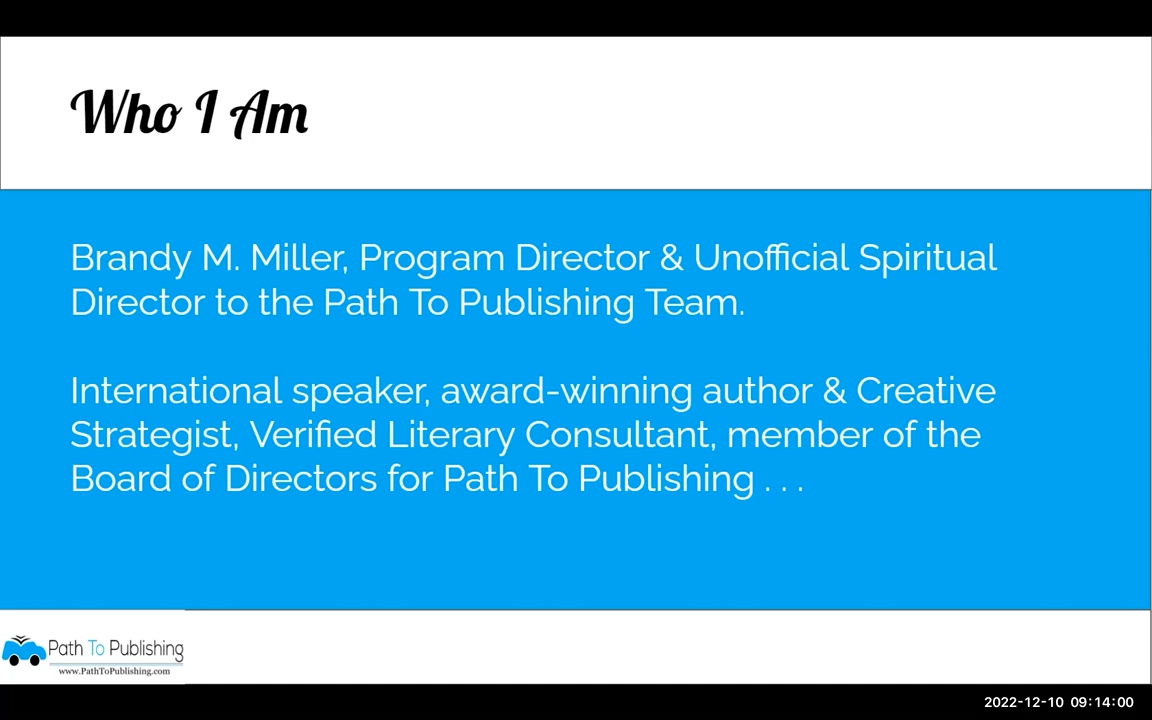 Who I Am
Brandy M. Miller, Program Director & Unofficial Spiritual
Director to the Path To Publishing Team.
International speaker, award-winning author & Creative
Strategist, Verified Literary Consultant, member of the
Board of Directors for Path To Publishing . . .
Path To Publishing
www.PathToPublishing.com
2022-12-10 09:14:00